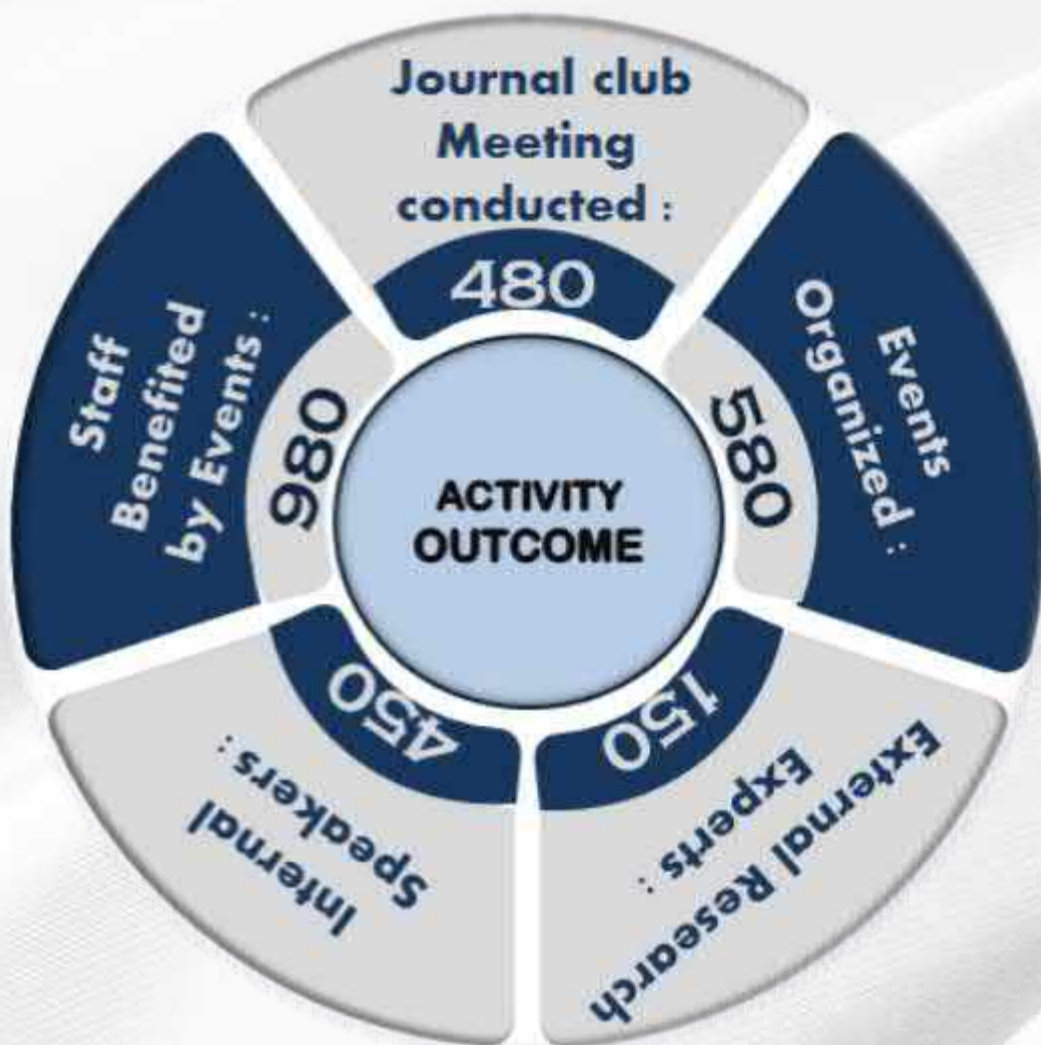 Journal club
Meeting
conducted :
480
Events
Organized :
580
External Research
Experts :
150
Internal
Speakers :
450
Staff
Benefited
by Events :
980
ACTIVITY
OUTCOME